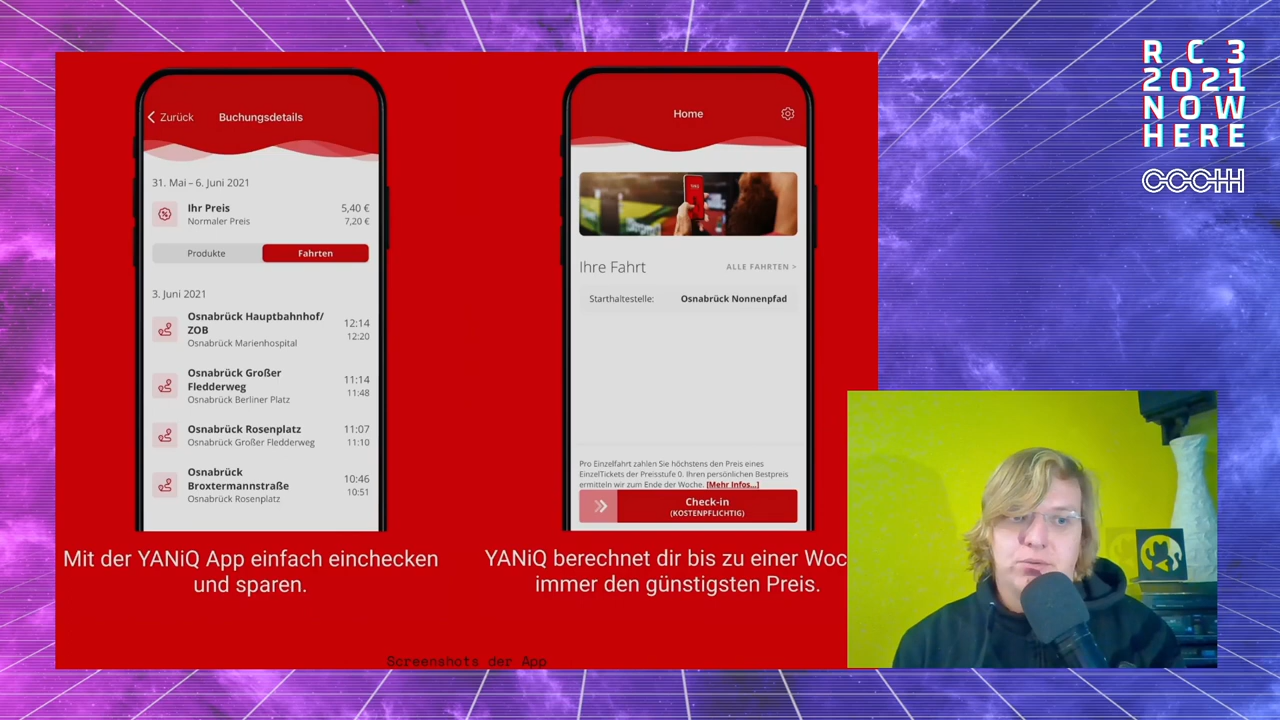 R C 3
2021
NOW
HERE
CCCHH
Zurück
Buchungsdetails
31. Mai – 6. Juni 2021
Ihr Preis
5,40 €
Normaler Preis
7,20 €
Produkte
Fahrten
3. Juni 2021
Osnabrück Hauptbahnhof/
ZOB
12:14
Osnabrück Marienhospital
12:20
Osnabrück Großer
Fledderweg
11:14
Osnabrück Berliner Platz
11:48
Osnabrück Rosenplatz
11:07
Osnabrück Großer Fledderweg
11:10
Osnabrück
Broxtermannstraße
10:46
Osnabrück Rosenplatz
10:51
Mit der YANiQ App einfach einchecken
und sparen.
Home
Ihre Fahrt
ALLE FAHRTEN >
Starthaltestelle:
Osnabrück Nonnenpfad
Pro Einzelfahrt zahlen Sie höchstens den Preis eines
EinzelTickets der Preisstufe 0. Ihren persönlichen Bestpreis
ermitteln wir zum Ende der Woche. [Mehr Infos...]
Check-in
(KOSTENPFLICHTIG)
YANiQ berechnet dir bis zu einer Woc
immer den günstigsten Preis.
Screenshots der App